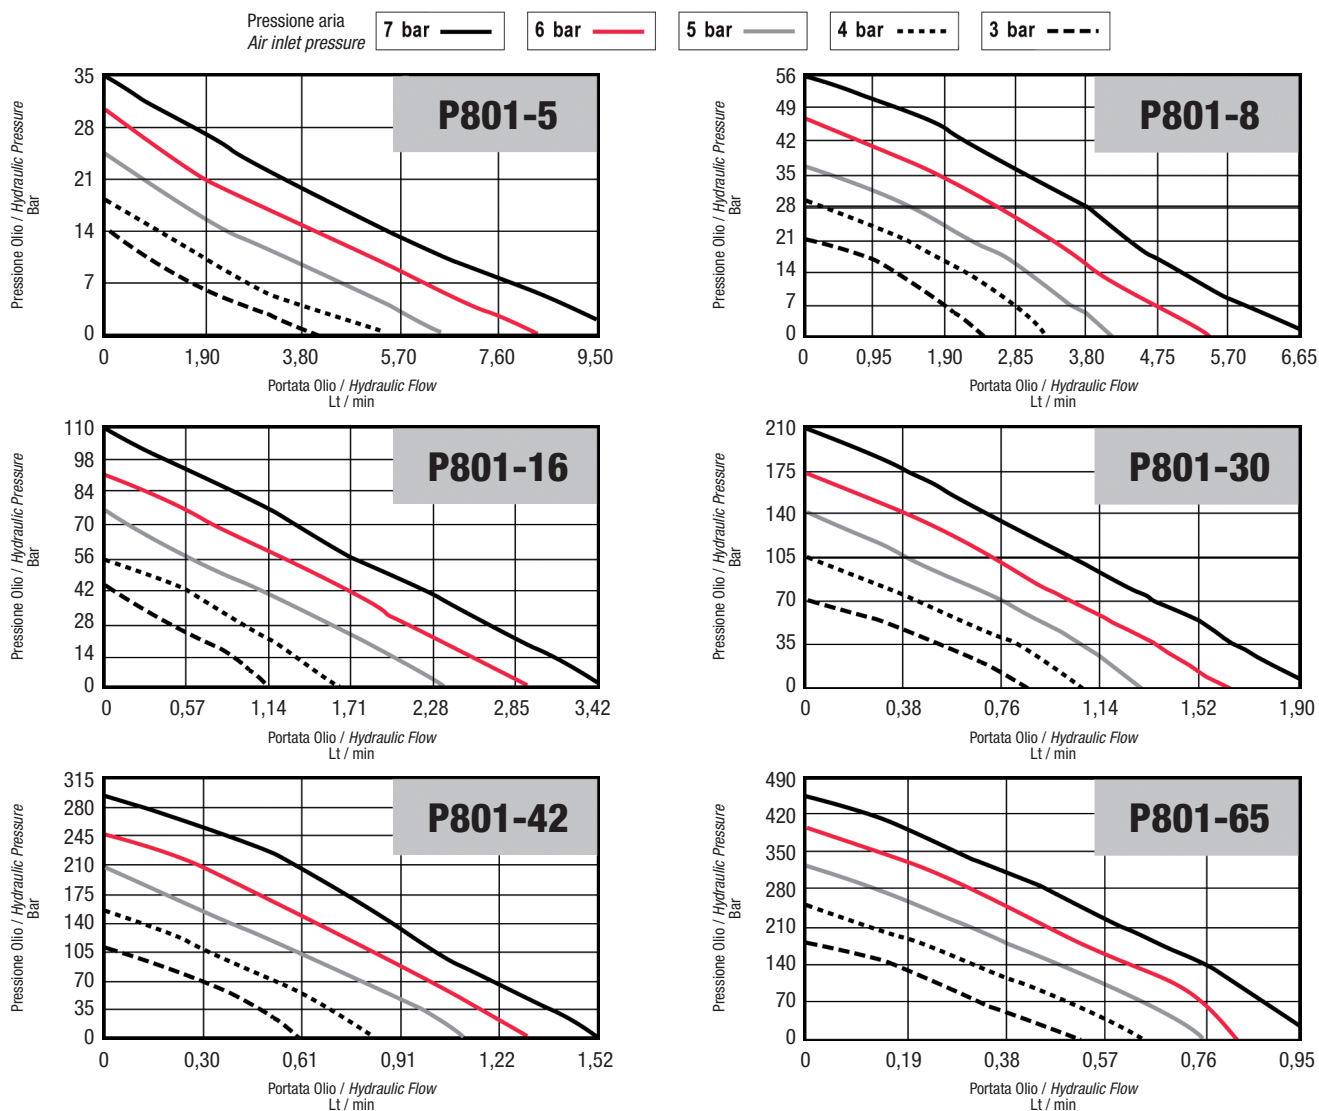 Pressione aria
Air inlet pressure
7 bar
6 bar
5 bar
4 bar
3 bar
P801-5
Pressione Olio / Hydraulic Pressure
Bar
35
28
21
14
7
0
0 1,90 3,80 5,70 7,60 9,50
Portata Olio / Hydraulic Flow
Lt / min
P801-8
Pressione Olio / Hydraulic Pressure
Bar
56
49
42
35
28
21
14
7
0
0 0,95 1,90 2,85 3,80 4,75 5,70 6,65
Portata Olio / Hydraulic Flow
Lt / min
P801-16
Pressione Olio / Hydraulic Pressure
Bar
110
98
84
70
56
42
28
14
0
0 0,57 1,14 1,71 2,28 2,85 3,42
Portata Olio / Hydraulic Flow
Lt / min
P801-30
Pressione Olio / Hydraulic Pressure
Bar
210
175
140
105
70
35
0
0 0,38 0,76 1,14 1,52 1,90
Portata Olio / Hydraulic Flow
Lt / min
P801-42
Pressione Olio / Hydraulic Pressure
Bar
315
280
245
210
175
140
105
70
35
0
0 0,30 0,61 0,91 1,22 1,52
Portata Olio / Hydraulic Flow
Lt / min
P801-65
Pressione Olio / Hydraulic Pressure
Bar
490
420
350
280
210
140
70
0
0 0,19 0,38 0,57 0,76 0,95
Portata Olio / Hydraulic Flow
Lt / min